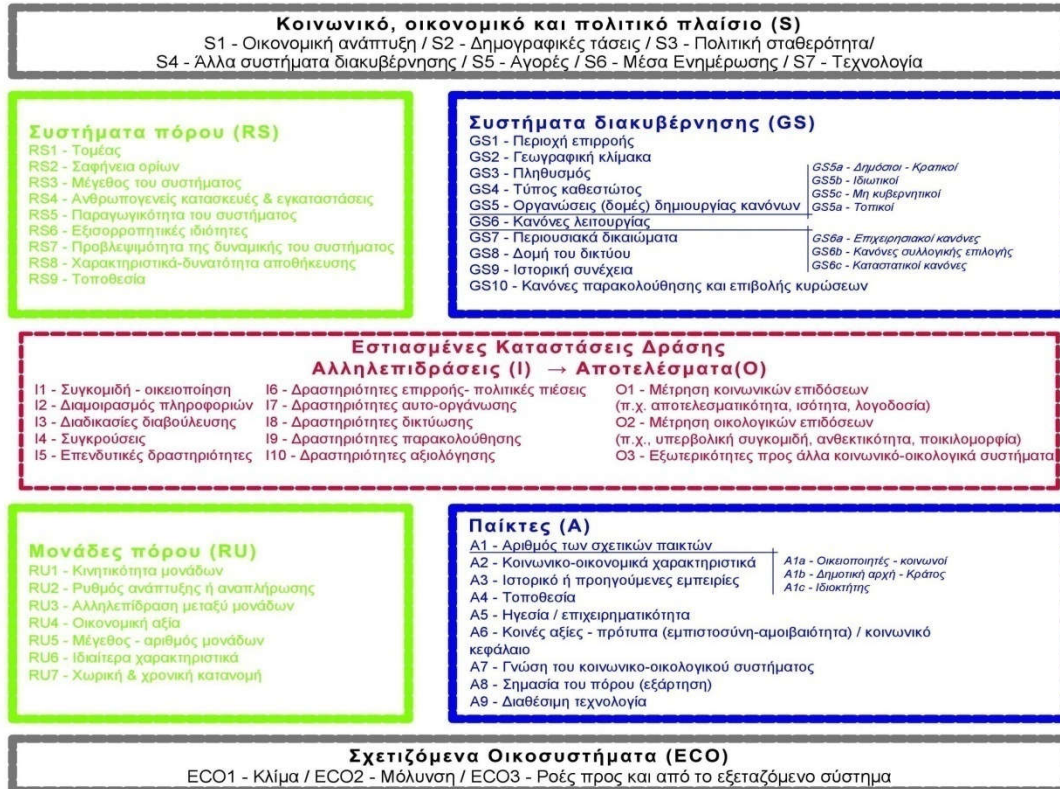 Κοινωνικό, οικονομικό και πολιτικό πλαίσιο (S)
S1 - Οικονομική ανάπτυξη / S2 - Δημογραφικές τάσεις / S3 - Πολιτική σταθερότητα/
S4 - Άλλα συστήματα διακυβέρνησης / S5 - Αγορές / S6 - Μέσα Ενημέρωσης / S7 - Τεχνολογία
Συστήματα πόρου (RS)
RS1 - Τομέας
RS2 - Σαφήνεια ορίων
RS3 - Μέγεθος του συστήματος
RS4 - Ανθρωπογενείς κατασκευές & εγκαταστάσεις
RS5 - Παραγωγικότητα του συστήματος
RS6 - Εξισορροπητικές ιδιότητες
RS7 - Προβλεψιμότητα της δυναμικής του συστήματος
RS8 - Χαρακτηριστικά-δυνατότητα αποθήκευσης
RS9 - Τοποθεσία
Συστήματα διακυβέρνησης (GS)
GS1 - Περιοχή επιρροής
GS2 - Γεωγραφική κλίμακα
GS3 - Πληθυσμός
GS4 - Τύπος καθεστώτος
GS5 - Οργανώσεις (δομές) δημιουργίας κανόνων
GS6 - Κανόνες λειτουργίας
GS7 - Περιουσιακά δικαιώματα
GS8 - Δομή του δικτύου
GS9 - Ιστορική συνέχεια
GS10 - Κανόνες παρακολούθησης και επιβολής κυρώσεων
GS5a - Δημόσιοι - Κρατικοί
GS5b - Ιδιωτικοί
GS5c - Μη κυβερνητικοί
GS5a - Τοπικοί
GS6a - Επιχειρησιακοί κανόνες
GS6b - Κανόνες συλλογικής επιλογής
GS6c - Καταστατικοί κανόνες
Εστιασμένες Καταστάσεις Δράσης
Αλληλεπιδράσεις (I) → Αποτελέσματα(O)
I1 - Συγκομιδή - οικειοποίηση
I2 - Διαμοιρασμός πληροφοριών
I3 - Διαδικασίες διαβούλευσης
I4 - Συγκρούσεις
I5 - Επενδυτικές δραστηριότητες
I6 - Δραστηριότητες επιρροής- πολιτικές πιέσεις
I7 - Δραστηριότητες αυτο-οργάνωσης
I8 - Δραστηριότητες δικτύωσης
I9 - Δραστηριότητες παρακολούθησης
I10 - Δραστηριότητες αξιολόγησης
O1 - Μέτρηση κοινωνικών επιδόσεων
(π.χ. αποτελεσματικότητα, ισότητα, λογοδοσία)
O2 - Μέτρηση οικολογικών επιδόσεων
(π.χ., υπερβολική συγκομιδή, ανθεκτικότητα, ποικιλομορφία)
O3 - Εξωτερικότητες προς άλλα κοινωνικό-οικολογικά συστήματα
Μονάδες πόρου (RU)
RU1 - Κινητικότητα μονάδων
RU2 - Ρυθμός ανάπτυξης ή αναπλήρωσης
RU3 - Αλληλεπίδραση μεταξύ μονάδων
RU4 - Οικονομική αξία
RU5 - Μέγεθος - αριθμός μονάδων
RU6 - Ιδιαίτερα χαρακτηριστικά
RU7 - Χωρική & χρονική κατανομή
Παίκτες (A)
A1 - Αριθμός των σχετικών παικτών
A2 - Κοινωνικο-οικονομικά χαρακτηριστικά
A3 - Ιστορικό ή προηγούμενες εμπειρίες
A4 - Τοποθεσία
A5 - Ηγεσία / επιχειρηματικότητα
A6 - Κοινές αξίες - πρότυπα (εμπιστοσύνη-αμοιβαιότητα) / κοινωνικό
κεφάλαιο
A7 - Γνώση του κοινωνικο-οικολογικού συστήματος
A8 - Σημασία του πόρου (εξάρτηση)
A9 - Διαθέσιμη τεχνολογία
A1a - Οικειοποιητές - κοινωνοί
A1b - Δημοτική αρχή - Κράτος
A1c - Ιδιοκτήτης
Σχετιζόμενα Οικοσυστήματα (ECO)
ECO1 - Κλίμα / ECO2 - Μόλυνση / ECO3 - Ροές προς και από το εξεταζόμενο σύστημα